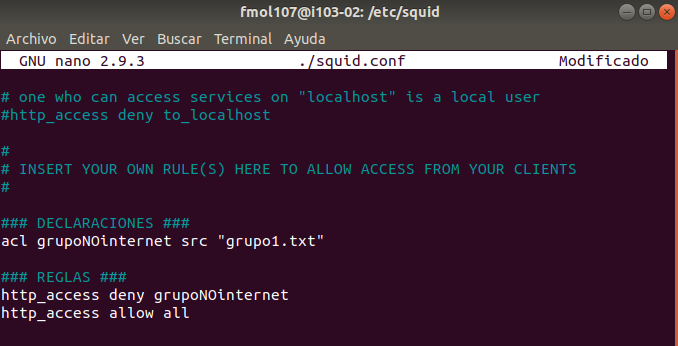 fmol107@i103-02: /etc/squid
Archivo Editar Ver Buscar Terminal Ayuda
GNU nano 2.9.3 ./squid.conf Modificado
# one who can access services on "localhost" is a local user
#http_access deny to_localhost
#
# INSERT YOUR OWN RULE(S) HERE TO ALLOW ACCESS FROM YOUR CLIENTS
#
### DECLARACIONES ###
acl grupoNOinternet src "grupo1.txt"
### REGLAS ###
http_access deny grupoNOinternet
http_access allow all